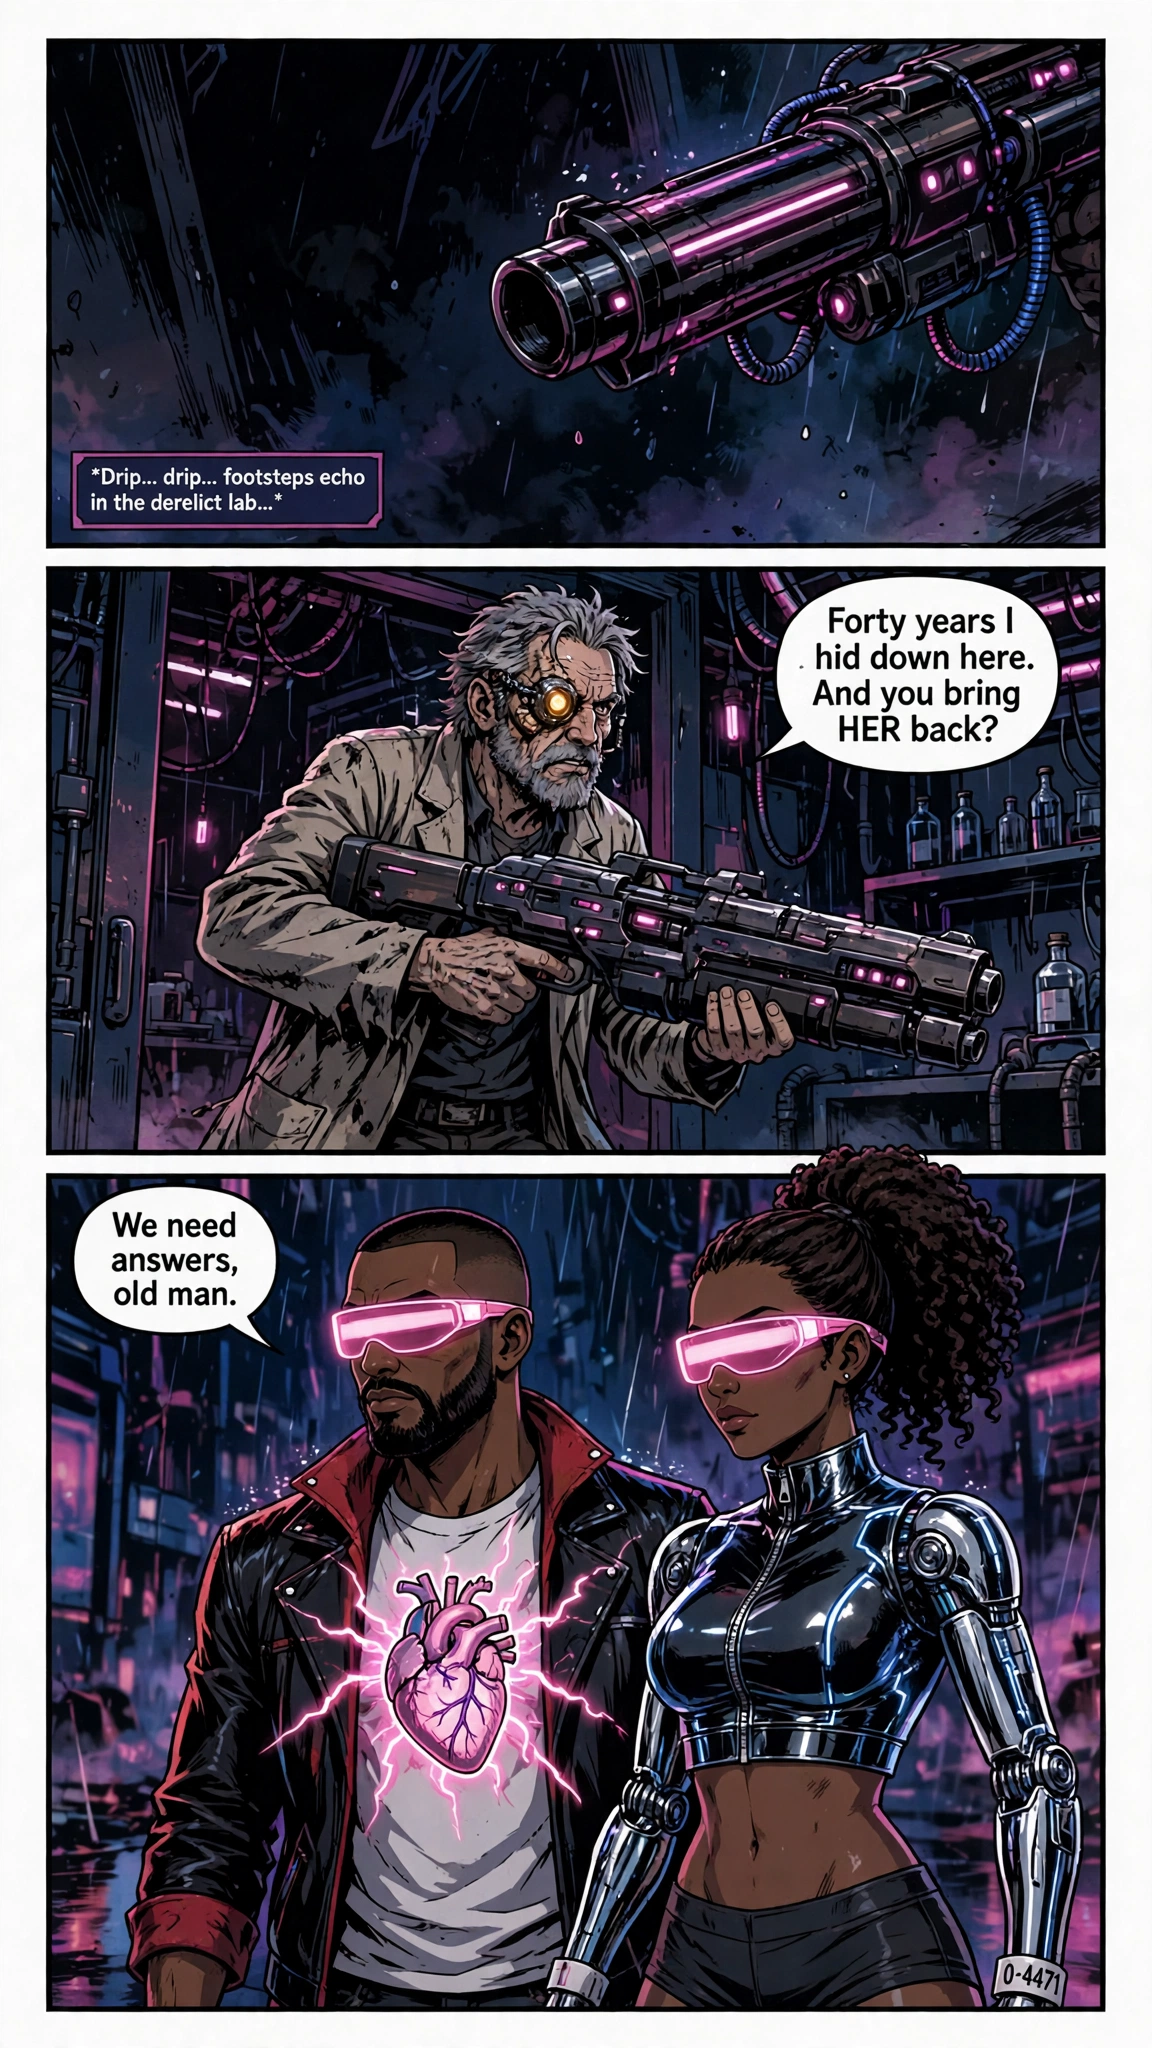 *Drip... drip... footsteps echo
in the derelict lab...*
Forty years I
hid down here.
And you bring
HER back?
We need
answers,
old man.
0-4471